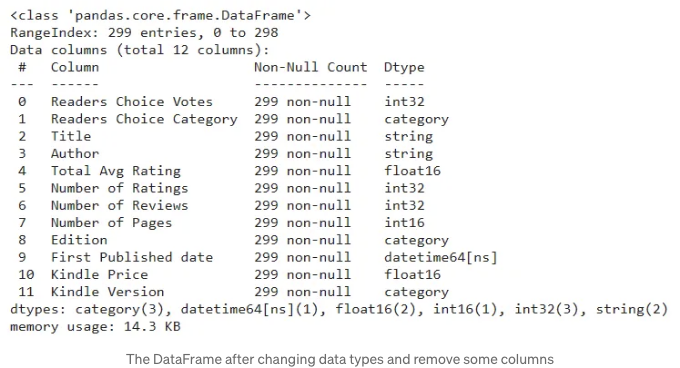 <class 'pandas.core.frame.DataFrame'>
RangeIndex: 299 entries, 0 to 298
Data columns (total 12 columns):
 #   Column                   Non-Null Count  Dtype
---  ------                   --------------  -----
 0   Readers Choice Votes     299 non-null    int32
 1   Readers Choice Category  299 non-null    category
 2   Title                    299 non-null    string
 3   Author                   299 non-null    string
 4   Total Avg Rating         299 non-null    float16
 5   Number of Ratings        299 non-null    int32
 6   Number of Reviews        299 non-null    int32
 7   Number of Pages          299 non-null    int16
 8   Edition                  299 non-null    category
 9   First Published date     299 non-null    datetime64[ns]
 10  Kindle Price             299 non-null    float16
 11  Kindle Version           299 non-null    category
dtypes: category(3), datetime64[ns](1), float16(2), int16(1), int32(3), string(2)
memory usage: 14.3 KB
The DataFrame after changing data types and remove some columns